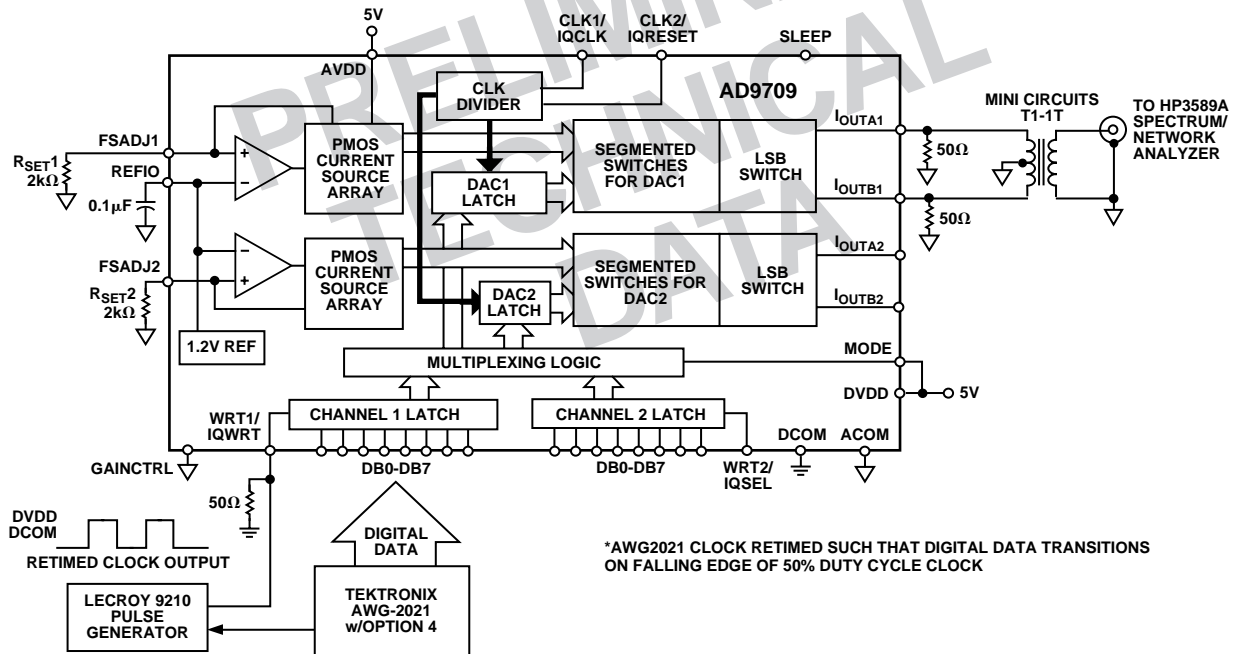 PRELIMIN
TECHNICAL
DATA
5V
CLK1/
IQCLK
CLK2/
IQRESET
SLEEP
AVDD
CLK
DIVIDER
AD9709
MINI CIRCUITS
T1-1T
TO HP3589A
SPECTRUM/
NETWORK
ANALYZER
FSADJ1
RSET1
2kΩ
REFIO
0.1μF
+
−
PMOS
CURRENT
SOURCE
ARRAY
DAC1
LATCH
SEGMENTED
SWITCHES
FOR DAC1
LSB
SWITCH
IOUTA1
IOUTB1
50Ω
50Ω
FSADJ2
RSET2
2kΩ
−
+
PMOS
CURRENT
SOURCE
ARRAY
DAC2
LATCH
SEGMENTED
SWITCHES FOR
DAC2
LSB
SWITCH
IOUTA2
IOUTB2
1.2V REF
MULTIPLEXING LOGIC
MODE
DVDD
5V
WRT1/
IQWRT
CHANNEL 1 LATCH
CHANNEL 2 LATCH
DCOM
ACOM
GAINCTRL
DB0-DB7
DB0-DB7
WRT2/
IQSEL
50Ω
DVDD
DCOM
RETIMED CLOCK OUTPUT
DIGITAL
DATA
*AWG2021 CLOCK RETIMED SUCH THAT DIGITAL DATA TRANSITIONS
ON FALLING EDGE OF 50% DUTY CYCLE CLOCK
LECROY 9210
PULSE
GENERATOR
TEKTRONIX
AWG-2021
w/OPTION 4